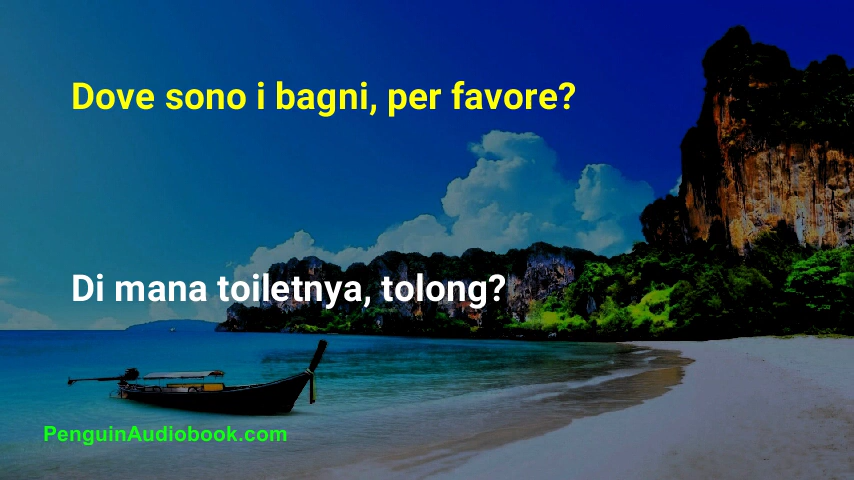 Dove sono i bagni, per favore?
Di mana toiletnya, tolong?
PenguinAudiobook.com